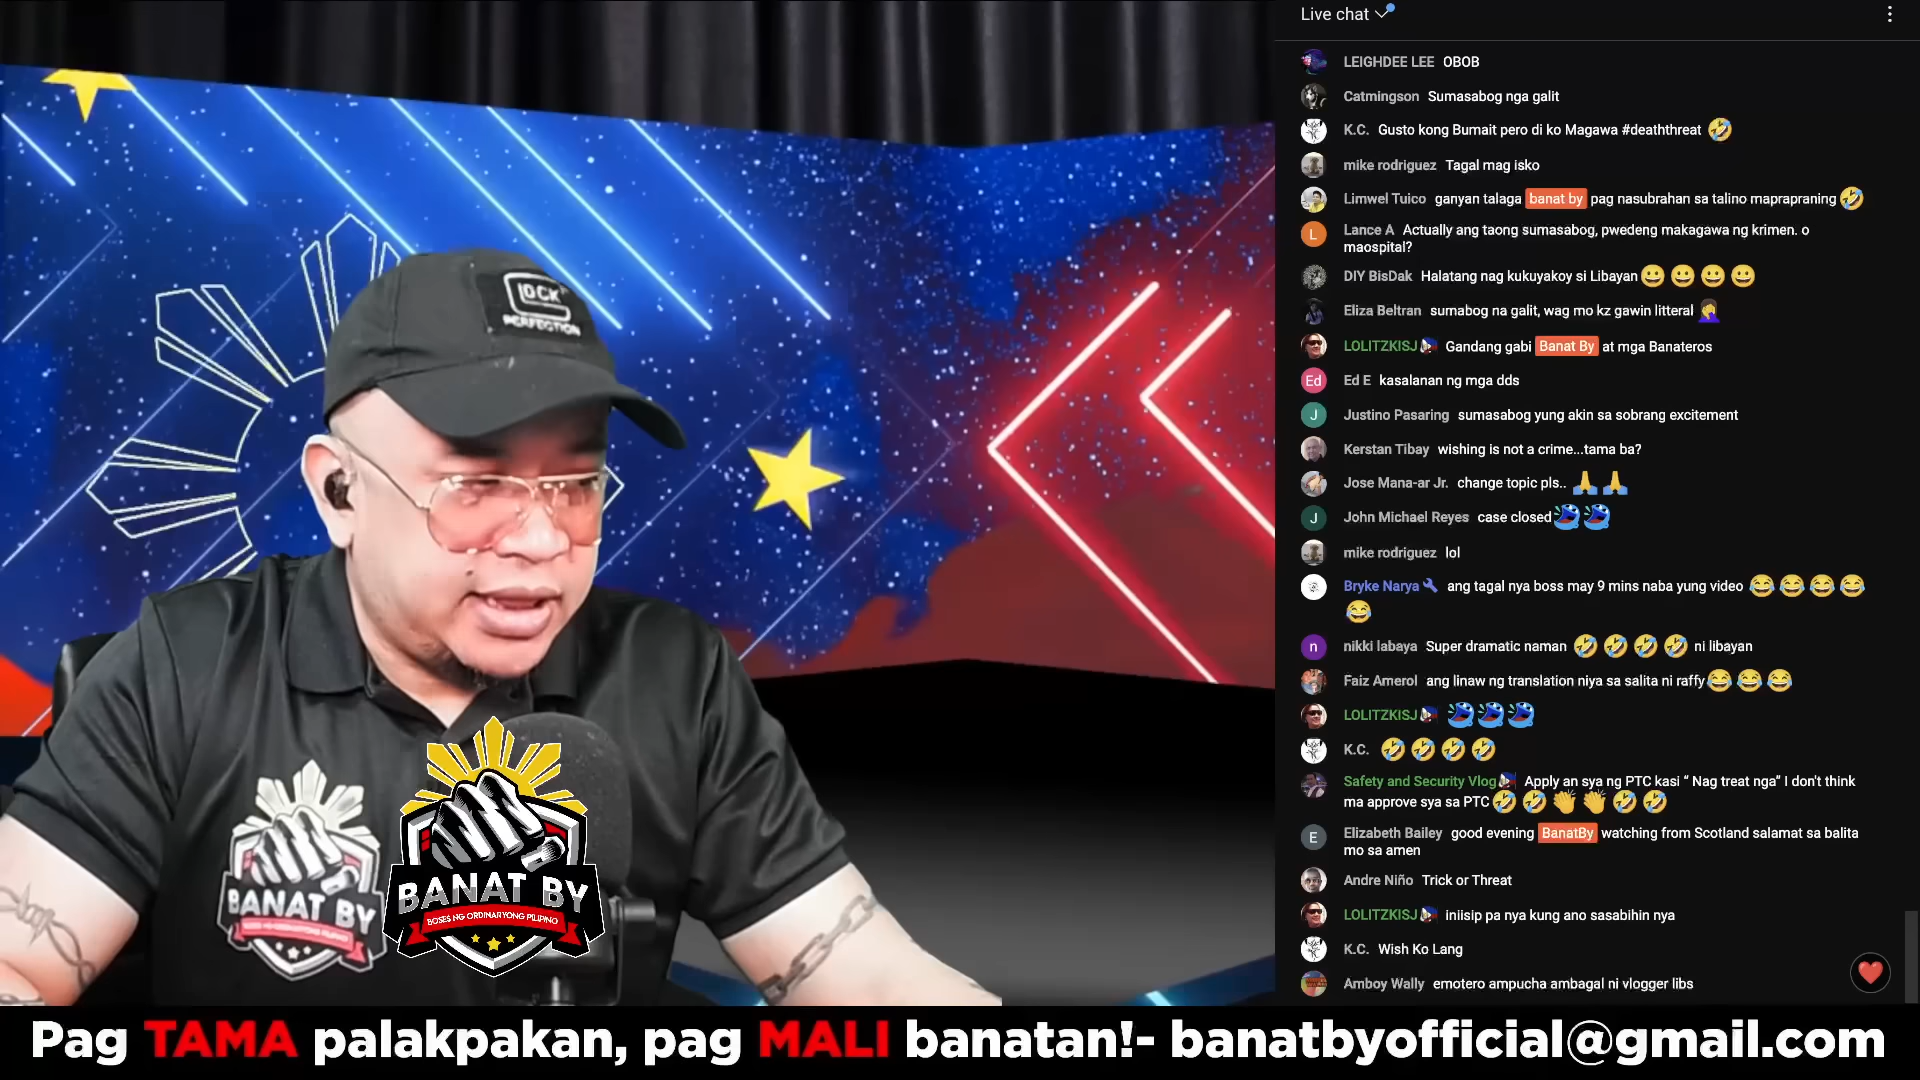 Live chat
LEIGHDEE LEE OBOB
Catmingson Sumasabog nga galit
K.C. Gusto kong Bumait pero di ko Magawa #deaththreat 🤣
mike rodriguez Tagal mag isko
Limwel Tuico ganyan talaga banat by pag nasubrahan sa talino maprapraning 🤣
L
Lance A Actually ang taong sumasabog, pwedeng makagawa ng krimen. o
maospital?
DIY BisDak Halatang nag kukuyakoy si Libayan 😀 😀 😀 😀
Eliza Beltran sumabog na galit, wag mo kz gawin litteral 🤦‍♀️
LOLITZKISJ Gandang gabi Banat By at mga Banateros
Ed
Ed E kasalanan ng mga dds
J
Justino Pasaring sumasabog yung akin sa sobrang excitement
Kerstan Tibay wishing is not a crime...tama ba?
Jose Mana-ar Jr. change topic pls.. 🙏 🙏
J
John Michael Reyes case closed
mike rodriguez lol
Bryke Narya ang tagal nya boss may 9 mins naba yung video 😂 😂 😂 😂
😂
n
nikki labaya Super dramatic naman 🤣 🤣 🤣 🤣 ni libayan
Faiz Amerol ang linaw ng translation niya sa salita ni raffy 😂 😂 😂
LOLITZKISJ
K.C. 🤣 🤣 🤣 🤣
Safety and Security Vlog Apply an sya ng PTC kasi “ Nag treat nga” I don't think
ma approve sya sa PTC 🤣 🤣 👏 👏 🤣 🤣
E
Elizabeth Bailey good evening BanatBy watching from Scotland salamat sa balita
mo sa amen
Andre Niño Trick or Threat
LOLITZKISJ iniisip pa nya kung ano sasabihin nya
K.C. Wish Ko Lang
Amboy Wally emotero ampucha ambagal ni vlogger libs
GLOCK
PERFECTION
BANAT BY
BANAT BY
BOSES NG ORDINARYONG PILIPINO
Pag TAMA palakpakan, pag MALI banatan!- banatbyofficial@gmail.com